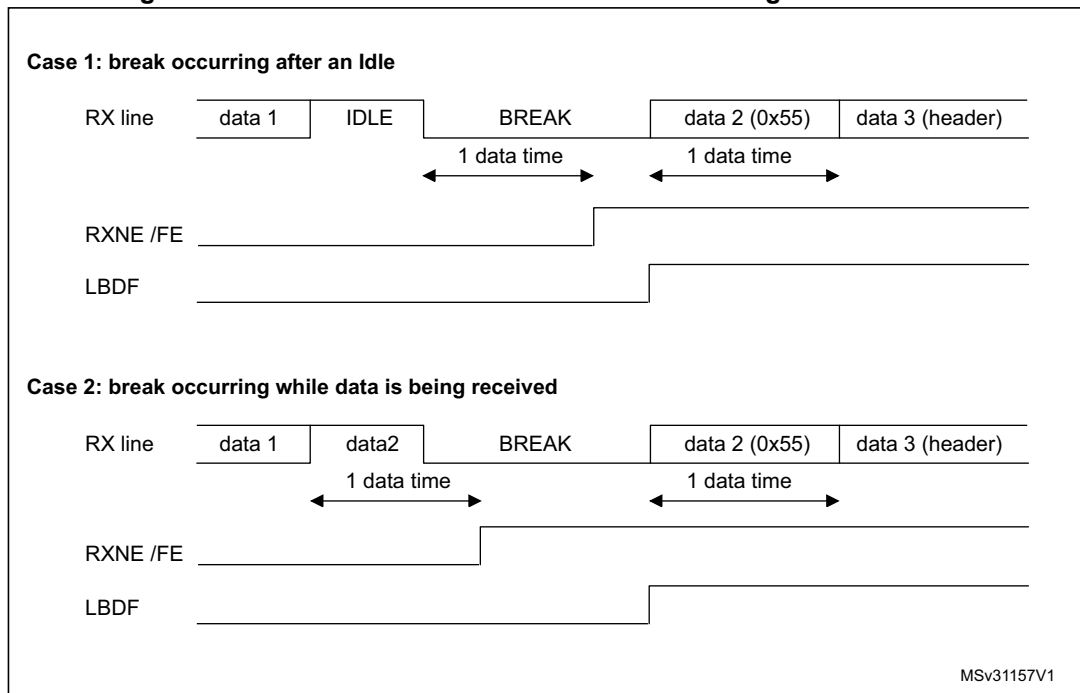 Case 1: break occurring after an Idle
RX line data 1 IDLE BREAK data 2 (0x55) data 3 (header)
1 data time 1 data time
RXNE /FE
LBDF
Case 2: break occurring while data is being received
RX line data 1 data2 BREAK data 2 (0x55) data 3 (header)
1 data time 1 data time
RXNE /FE
LBDF
MSv31157V1